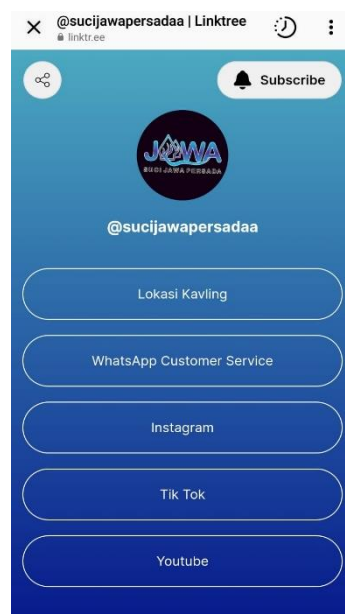 @sucijawapersadaa | Linktree
linktr.ee
Subscribe
JAWA
SUCI JAWA PERSADA
@sucijawapersadaa
Lokasi Kavling
WhatsApp Customer Service
Instagram
Tik Tok
Youtube